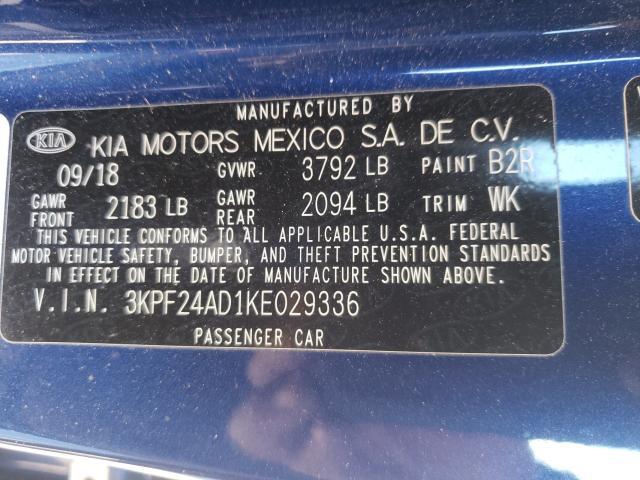 MANUFACTURED BY
KIA KIA MOTORS MEXICO S.A. DE C.V.
09/18 GVWR 3792 LB PAINT B2R
GAWR FRONT 2183 LB GAWR REAR 2094 LB TRIM WK
THIS VEHICLE CONFORMS TO ALL APPLICABLE U.S.A. FEDERAL
MOTOR VEHICLE SAFETY, BUMPER, AND THEFT PREVENTION STANDARDS
IN EFFECT ON THE DATE OF MANUFACTURE SHOWN ABOVE.
V.I.N. 3KPF24AD1KE029336
PASSENGER CAR